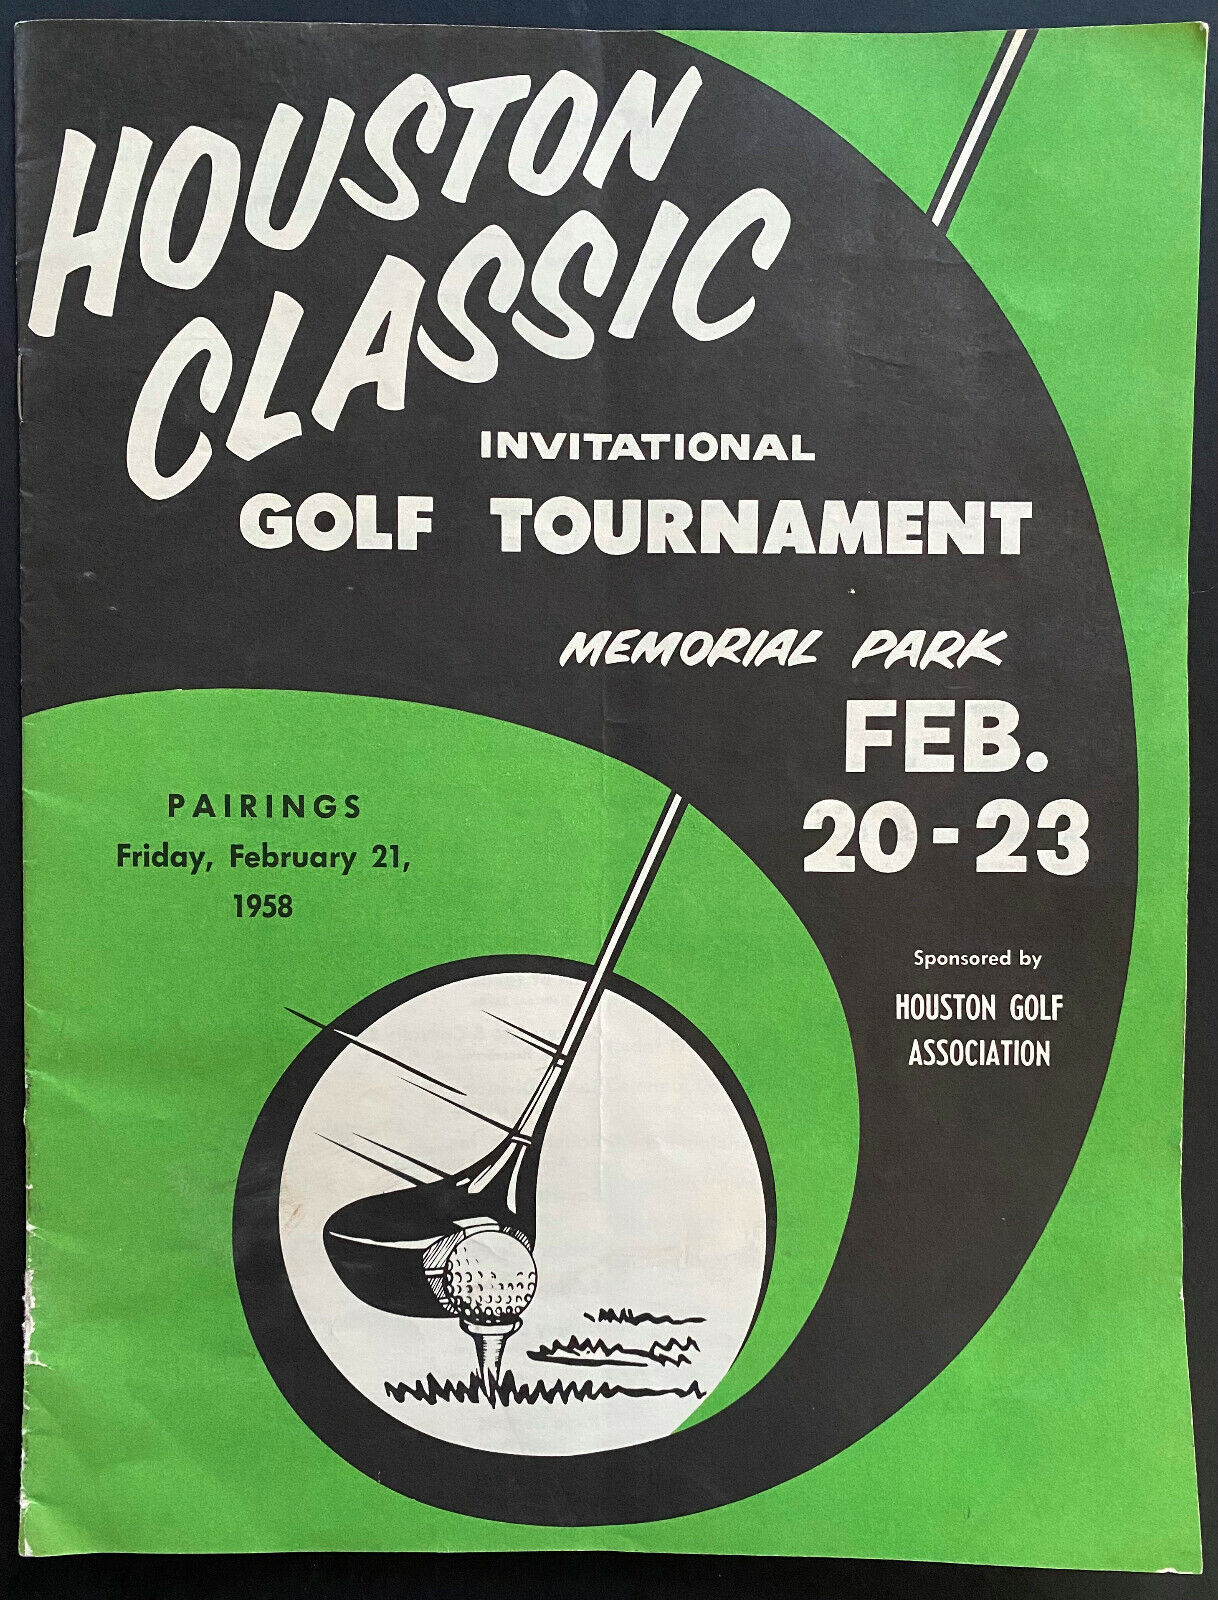 HOUSTON
CLASSIC
INVITATIONAL
GOLF TOURNAMENT
MEMORIAL PARK
FEB.
20-23
PAIRINGS
Friday, February 21,
1958
Sponsored by
HOUSTON GOLF
ASSOCIATION